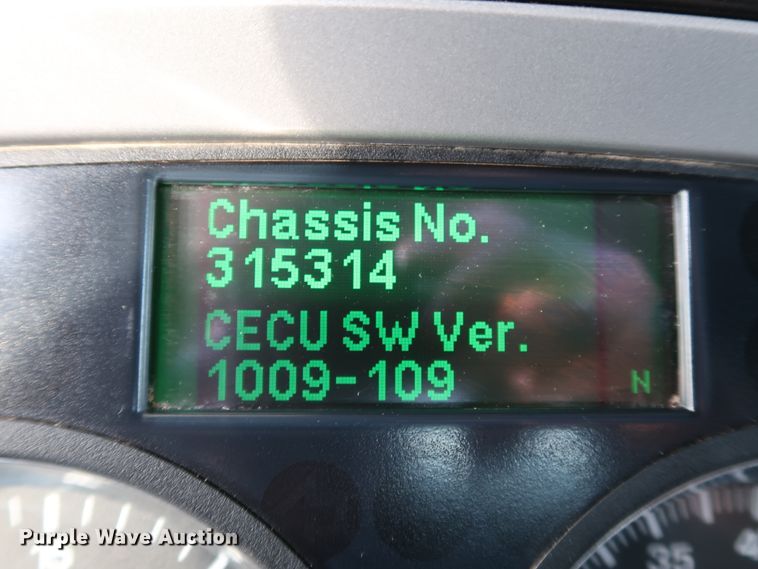 Chassis No.
315314
CECU SW Ver.
1009-109
N
35
Purple Wave Auction